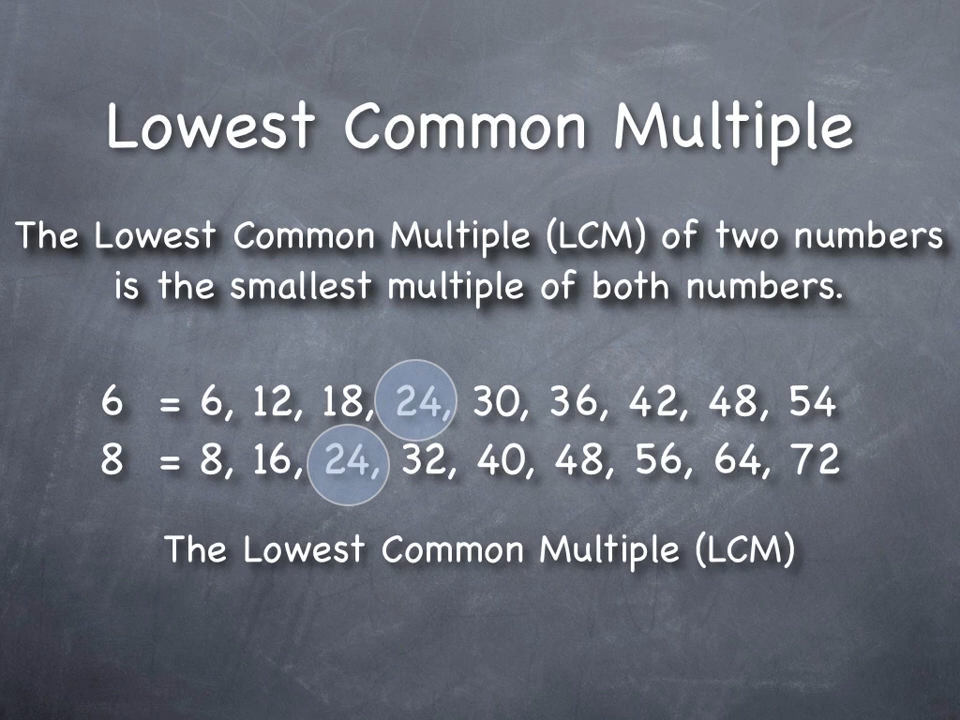 Lowest Common Multiple
The Lowest Common Multiple (LCM) of two numbers
is the smallest multiple of both numbers.
6 = 6, 12, 18, 24, 30, 36, 42, 48, 54
8 = 8, 16, 24, 32, 40, 48, 56, 64, 72
The Lowest Common Multiple (LCM)